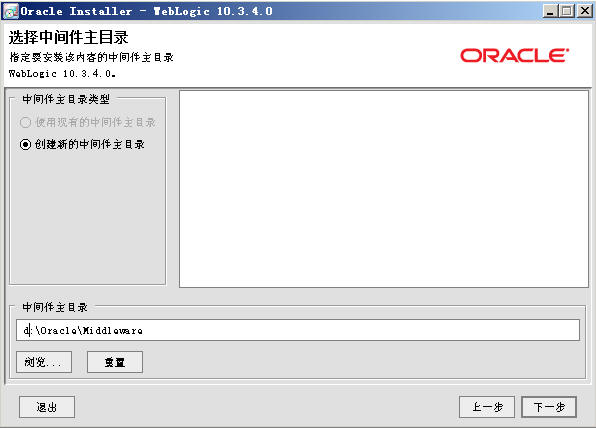 Oracle Installer - WebLogic 10.3.4.0
选择中间件主目录
指定要安装该内容的中间件主目录
WebLogic 10.3.4.0。
ORACLE
中间件主目录类型
使用现有的中间件主目录
创建新的中间件主目录
中间件主目录
d:\Oracle\Middleware
浏览...
重置
退出
上一步
下一步